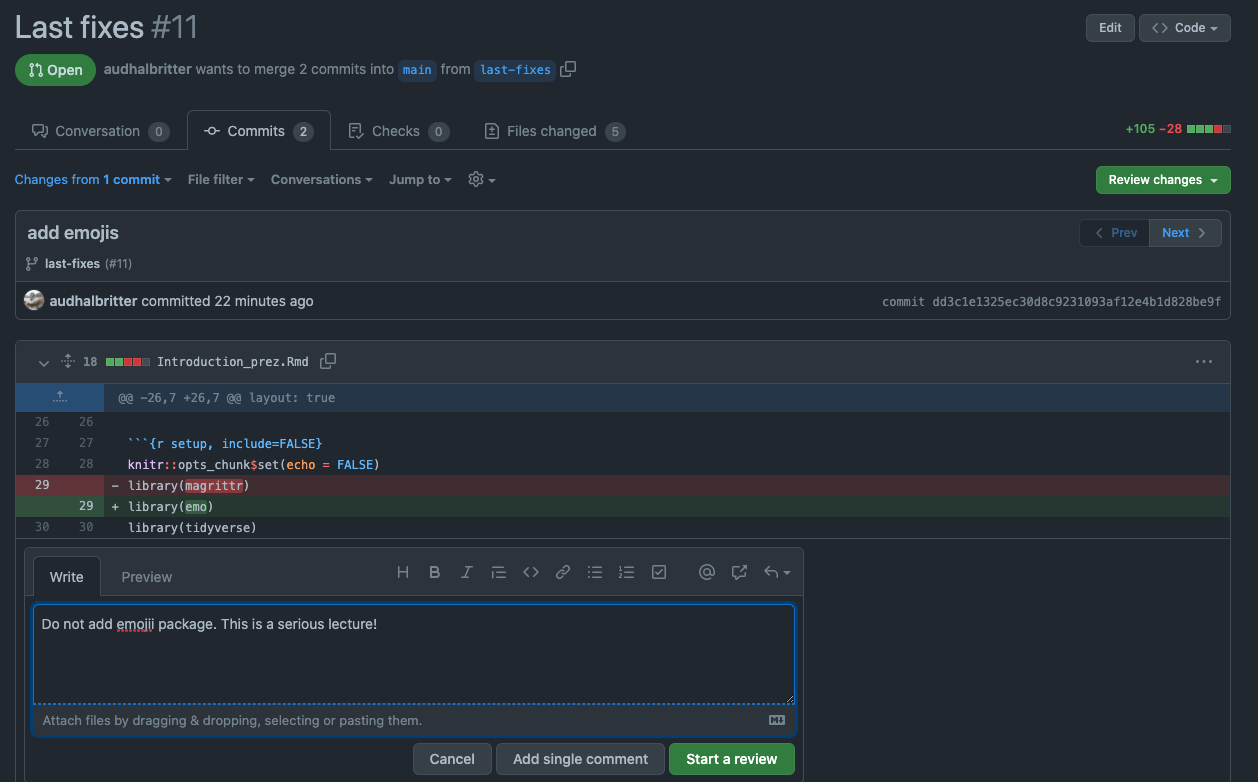 Last fixes #11
Edit
<> Code
Open
audhalbritter wants to merge 2 commits into main from last-fixes
Conversation 0
Commits 2
Checks 0
Files changed 5
+105 −28
Changes from 1 commit
File filter
Conversations
Jump to
Review changes
add emojis
Prev
Next
last-fixes (#11)
audhalbritter committed 22 minutes ago
commit dd3c1e1325ec30d8c9231093af12e4b1d828be9f
18 Introduction_prez.Rmd
@@ -26,7 +26,7 @@ layout: true
26 26
27 27 ```{r setup, include=FALSE}
28 28 knitr::opts_chunk$set(echo = FALSE)
29 - library(magrittr)
29 + library(emo)
30 30 library(tidyverse)
Write
Preview
Do not add emojii package. This is a serious lecture!
Attach files by dragging & dropping, selecting or pasting them.
Cancel
Add single comment
Start a review